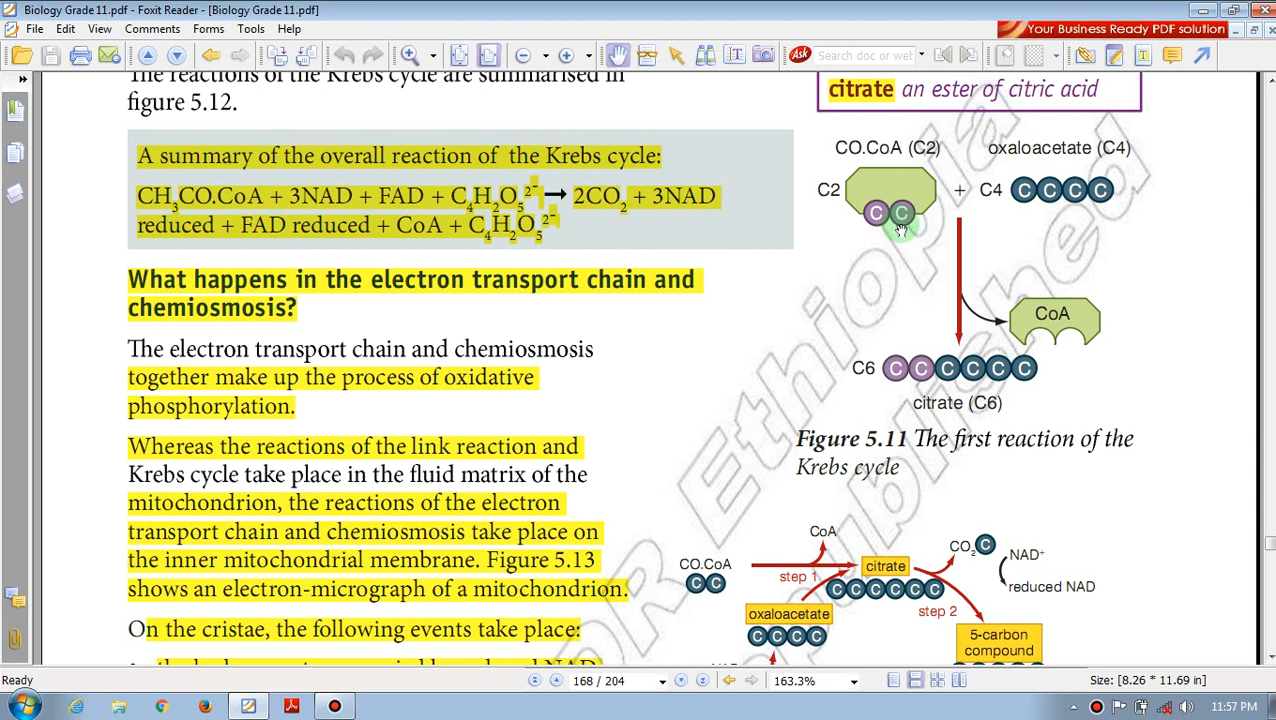 Biology Grade 11.pdf - Foxit Reader - [Biology Grade 11.pdf]
File Edit View Comments Forms Tools Help
Your Business Ready PDF solution
Ask Search doc or we...
The reactions of the Krebs cycle are summarised in
figure 5.12.
A summary of the overall reaction of the Krebs cycle:
CH3CO.CoA + 3NAD + FAD + C4H2O5 2- → 2CO2 + 3NAD
reduced + FAD reduced + CoA + C4H2O5 2-
What happens in the electron transport chain and
chemiosmosis?
The electron transport chain and chemiosmosis
together make up the process of oxidative
phosphorylation.
Whereas the reactions of the link reaction and
Krebs cycle take place in the fluid matrix of the
mitochondrion, the reactions of the electron
transport chain and chemiosmosis take place on
the inner mitochondrial membrane. Figure 5.13
shows an electron-micrograph of a mitochondrion.
On the cristae, the following events take place:
citrate an ester of citric acid
CO.CoA (C2) oxaloacetate (C4)
C2 C C + C4 C C C C
CoA
C6 C C C C C C
citrate (C6)
Figure 5.11 The first reaction of the
Krebs cycle
CoA
CO.CoA
C C
step 1
citrate
C C C C C C
CO2 C
NAD+
reduced NAD
step 2
oxaloacetate
C C C C
5-carbon
compound
Ethiopia
published
Ready
168 / 204
163.3%
Size: [8.26 * 11.69 in]
11:57 PM